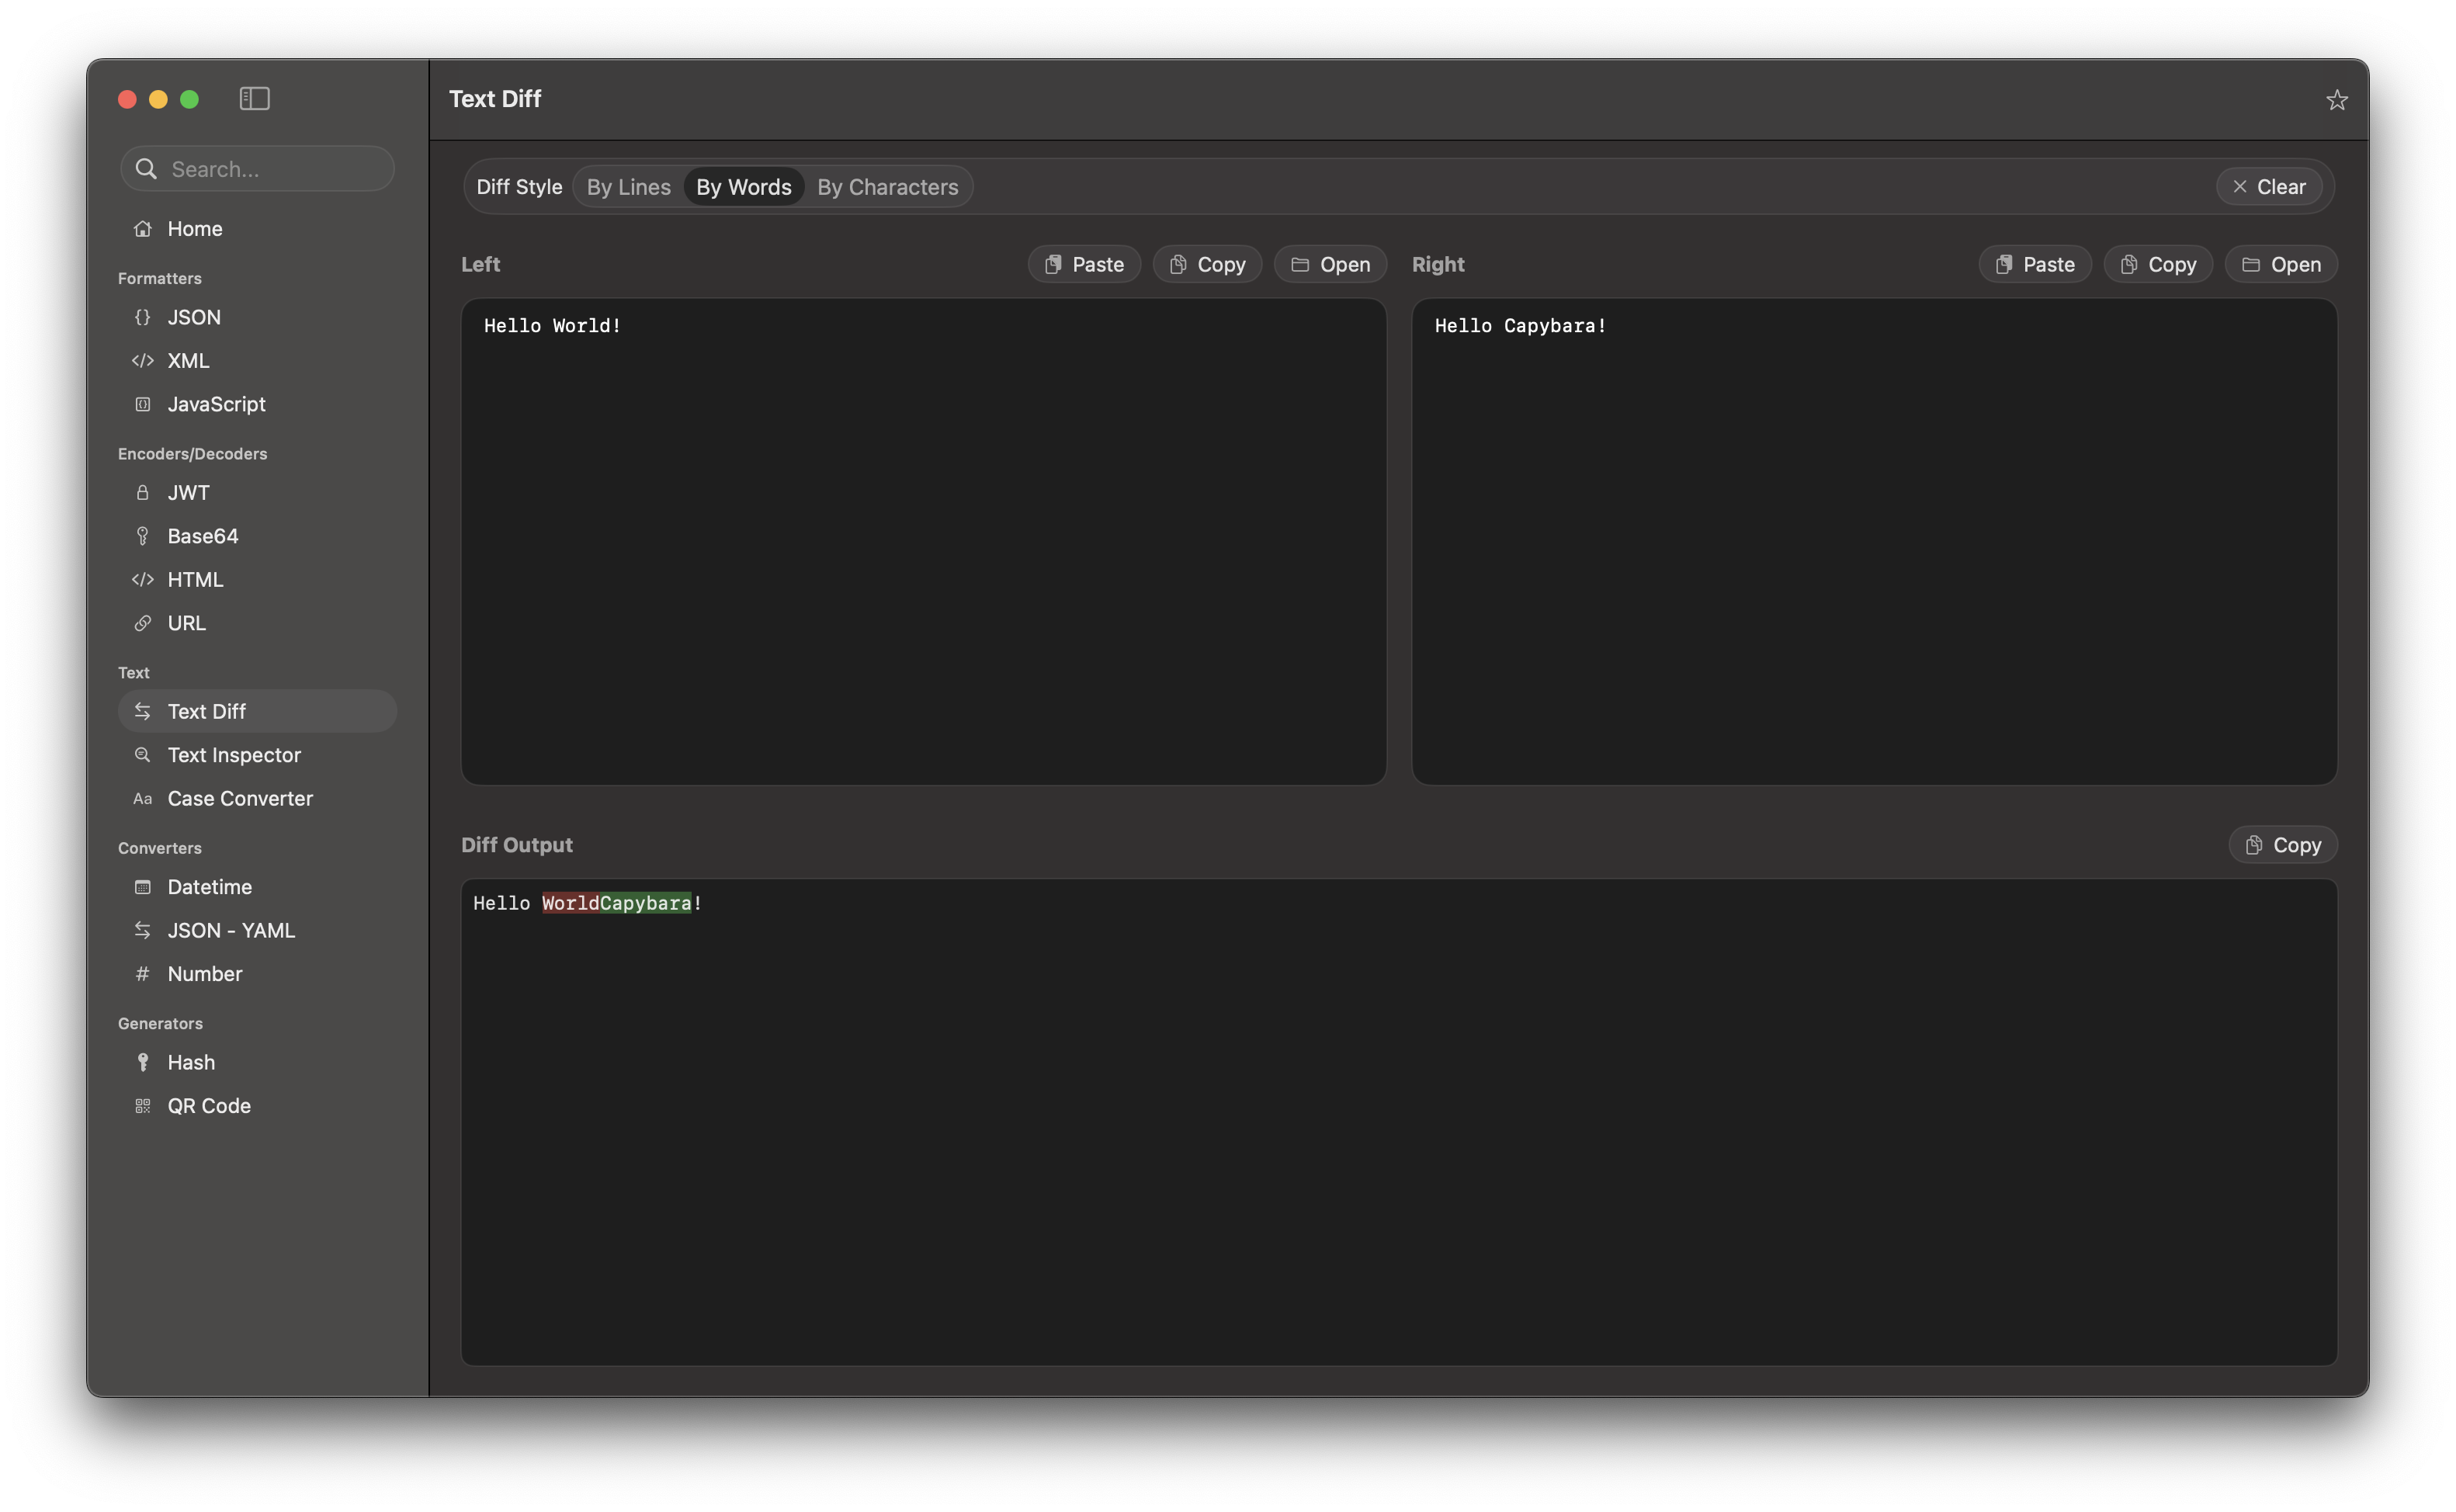 Text Diff
Search...
Home
Formatters
{} JSON
</> XML
{} JavaScript
Encoders/Decoders
JWT
Base64
</> HTML
URL
Text
Text Diff
Text Inspector
Aa Case Converter
Converters
Datetime
JSON - YAML
# Number
Generators
Hash
QR Code
Diff Style By Lines By Words By Characters Clear
Left Paste Copy Open
Hello World!
Right Paste Copy Open
Hello Capybara!
Diff Output Copy
Hello WorldCapybara!